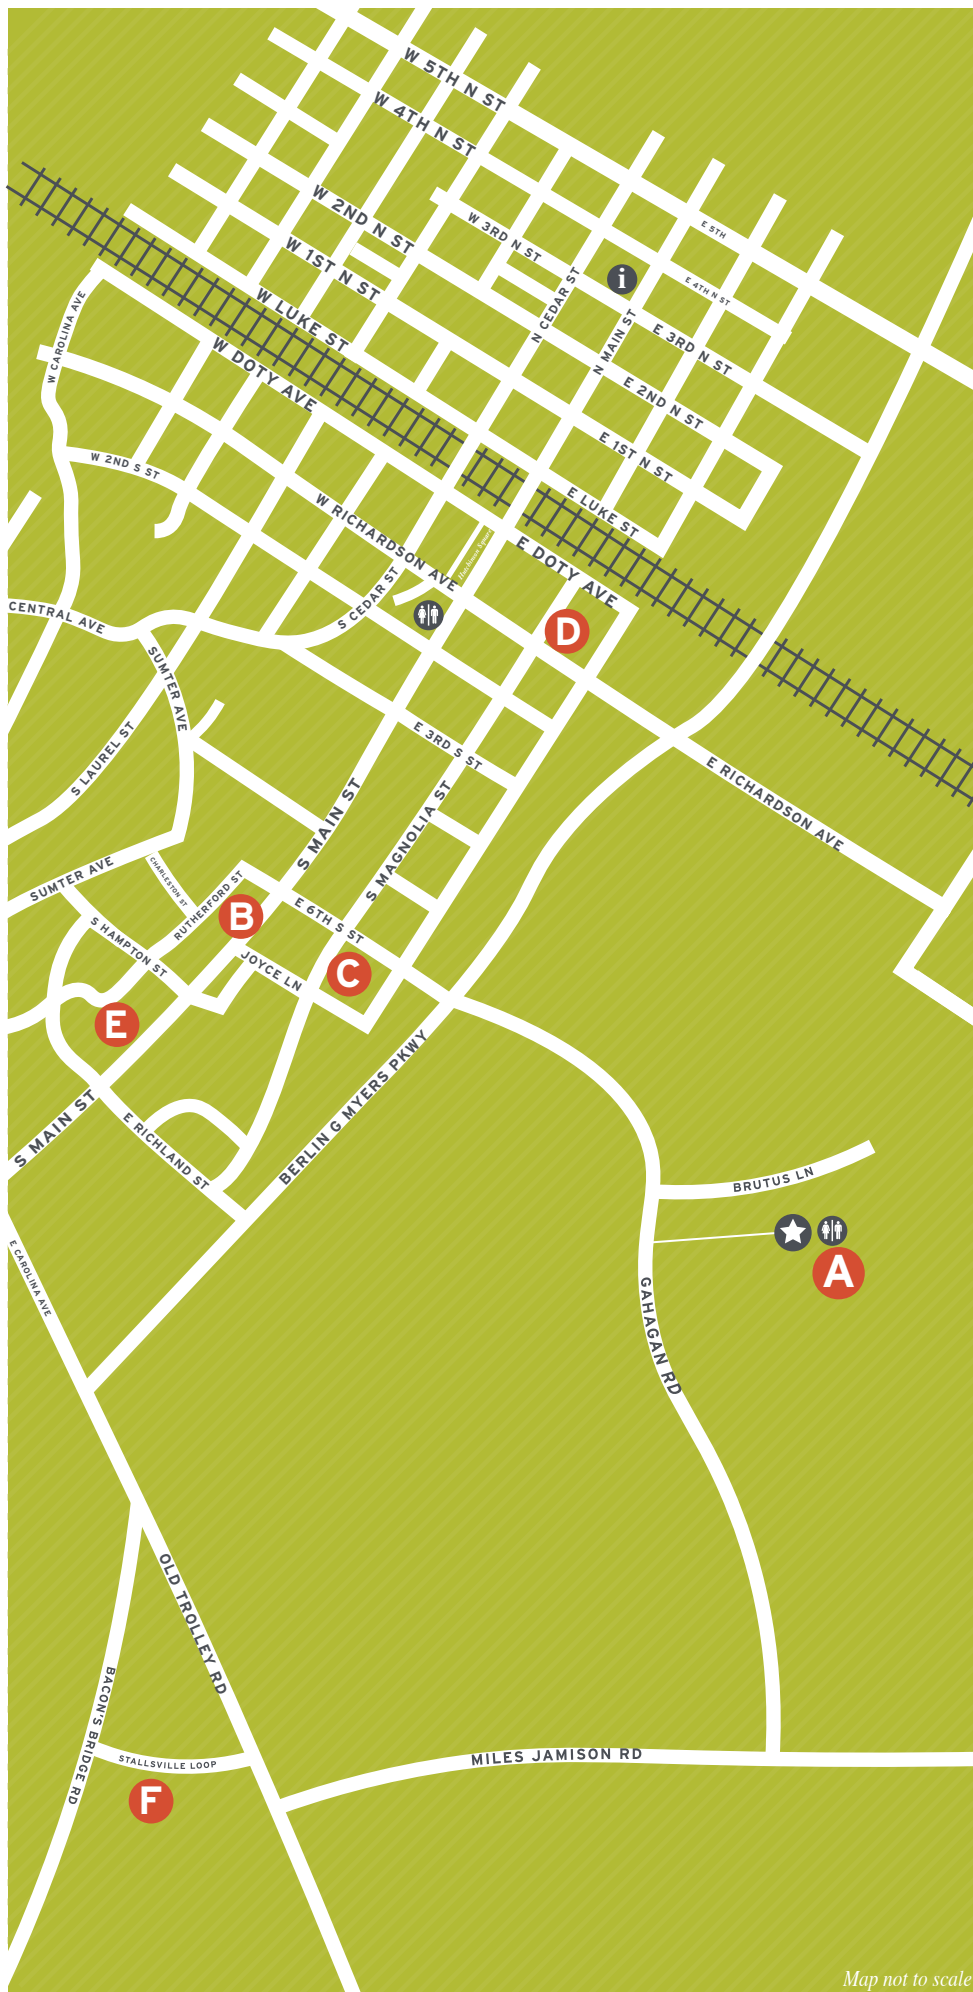 W 5TH N ST
W 4TH N ST
W 2ND N ST
W 3RD N ST
E 5TH
W 1ST N ST
i
E 4TH N ST
W CAROLINA AVE
W LUKE ST
N CEDAR ST
N MAIN ST
E 3RD N ST
W DOTY AVE
E 2ND N ST
W 2ND S ST
E 1ST N ST
W RICHARDSON AVE
E LUKE ST
Hutchinson Square
E DOTY AVE
S CEDAR ST
CENTRAL AVE
D
SUMTER AVE
S LAUREL ST
E 3RD S ST
E RICHARDSON AVE
S MAIN ST
S MAGNOLIA ST
SUMTER AVE
CHARLESTON ST
RUTHERFORD ST
B
E 6TH S ST
S HAMPTON ST
JOYCE LN
C
E
BERLIN G MYERS PKWY
S MAIN ST
E RICHLAND ST
BRUTUS LN
A
E CAROLINA AVE
GAHAGAN RD
OLD TROLLEY RD
BACON'S BRIDGE RD
STALLSVILLE LOOP
MILES JAMISON RD
F
Map not to scale